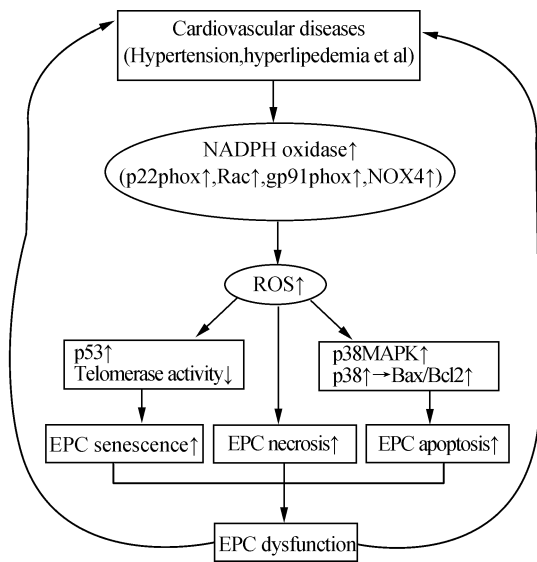 Cardiovascular diseases
(Hypertension,hyperlipedemia et al)
NADPH oxidase↑
(p22phox↑,Rac↑,gp91phox↑,NOX4↑)
ROS↑
p53↑
Telomerase activity↓
p38MAPK↑
p38↑→Bax/Bcl2↑
EPC senescence↑
EPC necrosis↑
EPC apoptosis↑
EPC dysfunction